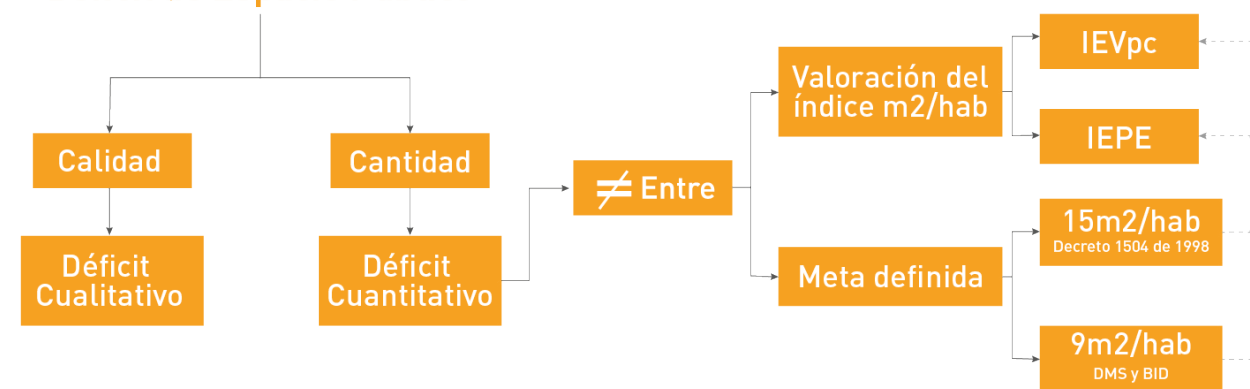 Calidad
Déficit
Cualitativo
Cantidad
Déficit
Cuantitativo
≠ Entre
Valoración del
índice m2/hab
Meta definida
IEVpc
IEPE
15m2/hab
Decreto 1504 de 1998
9m2/hab
DMS y BID